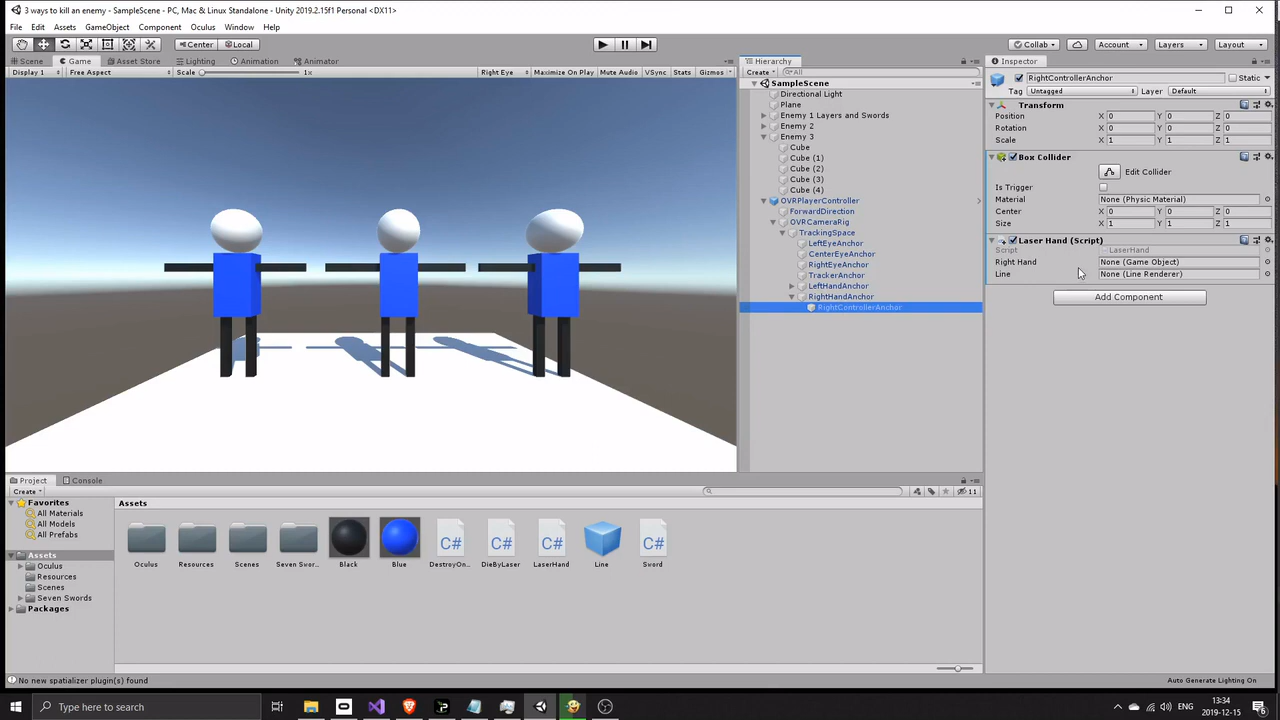 3 ways to kill an enemy - SampleScene - PC, Mac & Linux Standalone - Unity 2019.2.15f1 Personal <DX11>
File Edit Assets GameObject Component Oculus Window Help
Center Local Collab Account Layers Layout
Scene Game Asset Store Lighting Animation Animator
Display 1 Free Aspect Scale 1x Right Eye Maximize On Play Mute Audio VSync Stats Gizmos
Hierarchy
Create All
SampleScene
Directional Light
Plane
Enemy 1 Layers and Swords
Enemy 2
Enemy 3
Cube
Cube (1)
Cube (2)
Cube (3)
Cube (4)
OVRPlayerController
ForwardDirection
OVRCameraRig
TrackingSpace
LeftEyeAnchor
CenterEyeAnchor
RightEyeAnchor
TrackerAnchor
LeftHandAnchor
RightHandAnchor
RightControllerAnchor
Inspector
RightControllerAnchor Static
Tag Untagged Layer Default
Transform
Position X 0 Y 0 Z 0
Rotation X 0 Y 0 Z 0
Scale X 1 Y 1 Z 1
Box Collider
Edit Collider
Is Trigger
Material None (Physic Material)
Center X 0 Y 0 Z 0
Size X 1 Y 1 Z 1
Laser Hand (Script)
Script LaserHand
Right Hand None (Game Object)
Line None (Line Renderer)
Add Component
Project Console
Create 11
Favorites
All Materials
All Models
All Prefabs
Assets
Oculus
Resources
Scenes
Seven Swords
Packages
Assets
C# C# C# C#
Oculus Resources Scenes Seven Swor... Black Blue DestroyOn... DieByLaser LaserHand Line Sword
No new spatializer plugin(s) found
Auto Generate Lighting On
Type here to search
ENG
13:34
2019-12-15
6